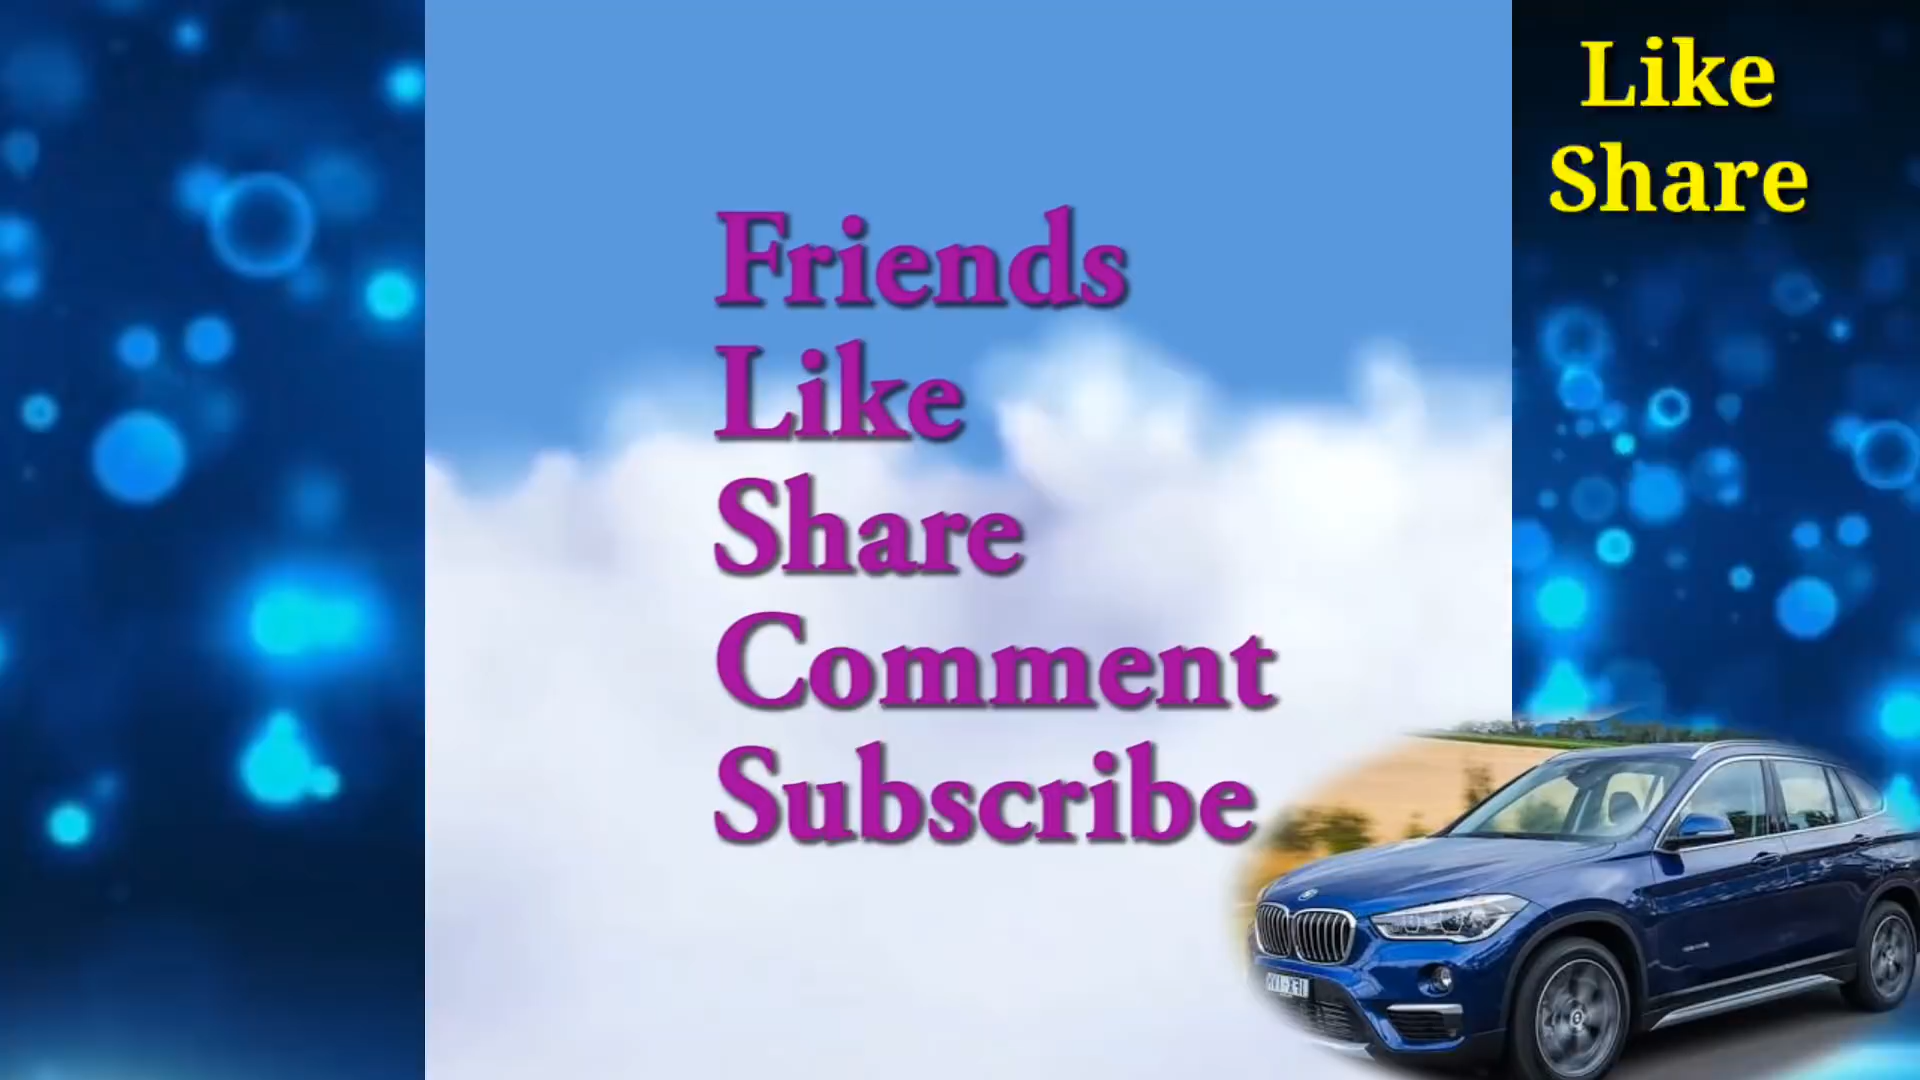 Like
Share
Friends
Like
Share
Comment
Subscribe